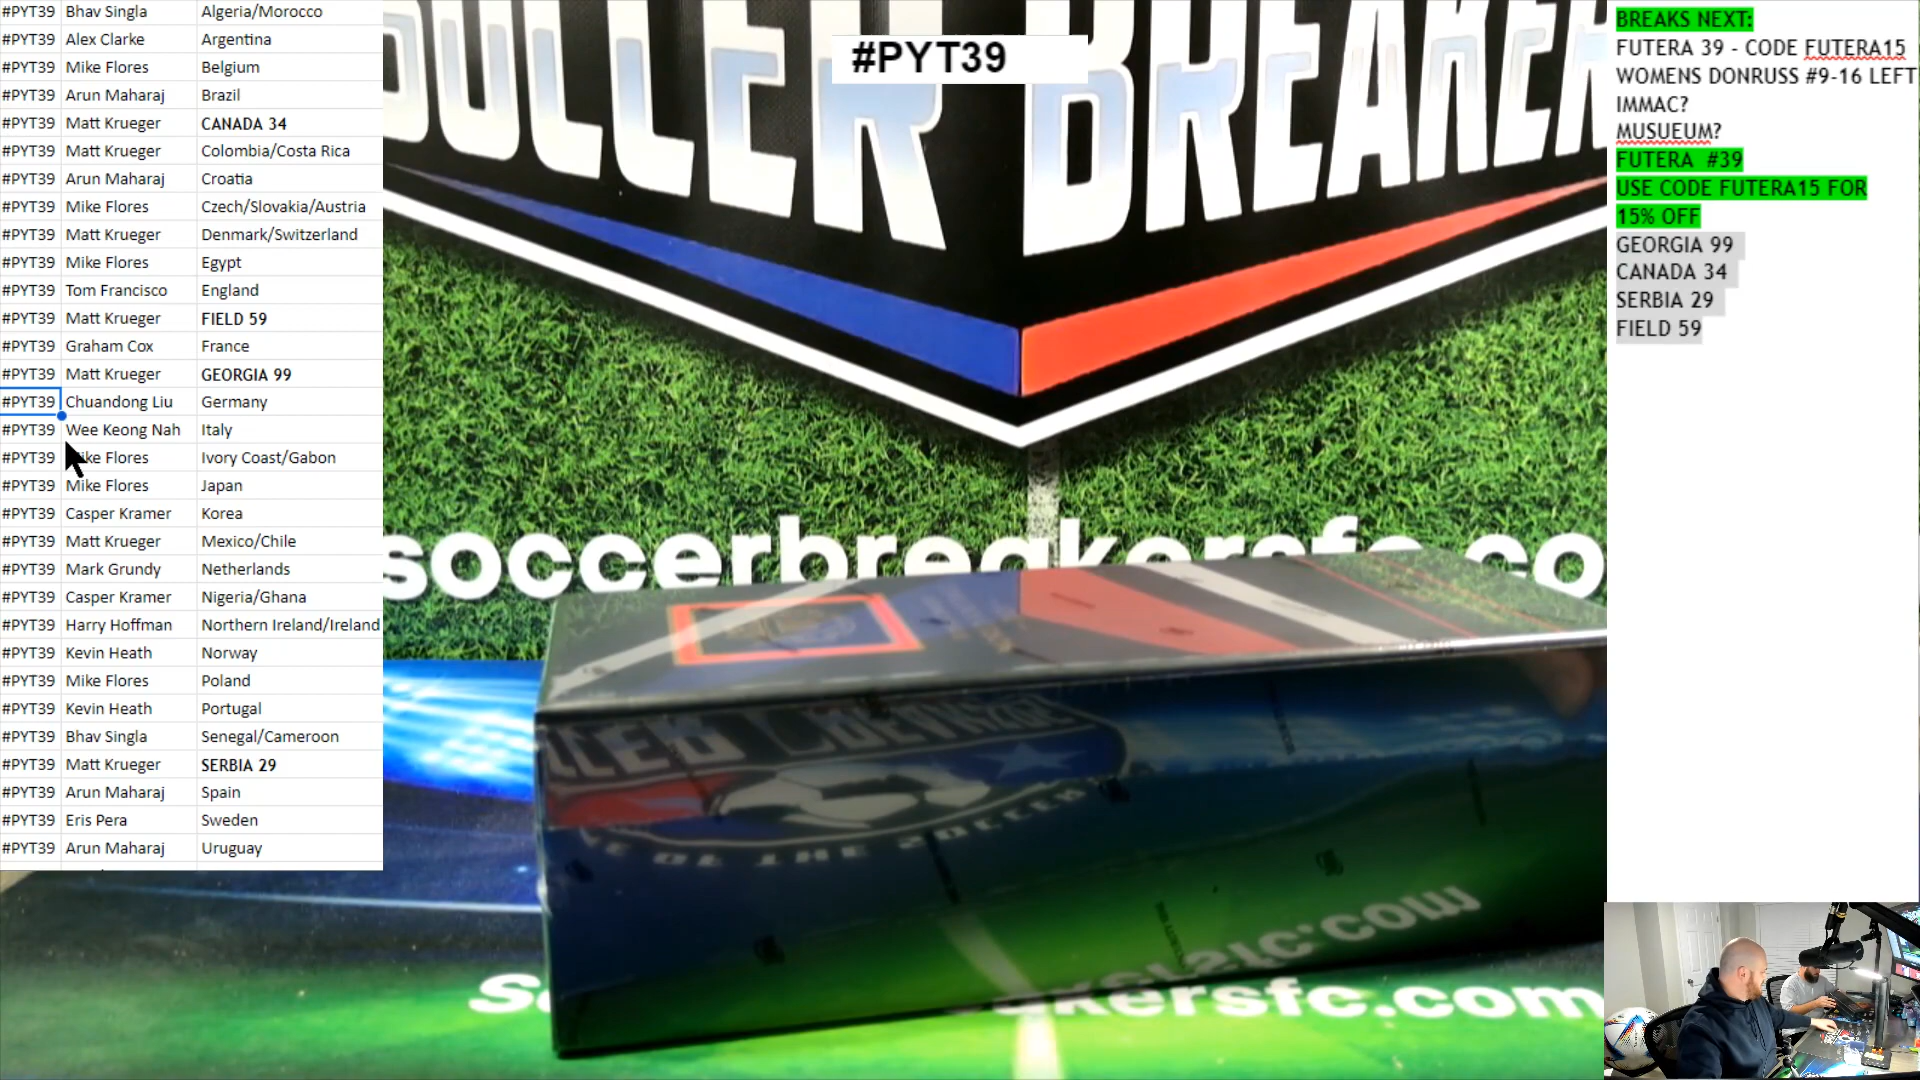 #PYT39 Bhav Singla Algeria/Morocco
#PYT39 Alex Clarke Argentina
#PYT39 Mike Flores Belgium
#PYT39 Arun Maharaj Brazil
#PYT39 Matt Krueger CANADA 34
#PYT39 Matt Krueger Colombia/Costa Rica
#PYT39 Arun Maharaj Croatia
#PYT39 Mike Flores Czech/Slovakia/Austria
#PYT39 Matt Krueger Denmark/Switzerland
#PYT39 Mike Flores Egypt
#PYT39 Tom Francisco England
#PYT39 Matt Krueger FIELD 59
#PYT39 Graham Cox France
#PYT39 Matt Krueger GEORGIA 99
#PYT39 Chuandong Liu Germany
#PYT39 Wee Keong Nah Italy
#PYT39 Flores Ivory Coast/Gabon
#PYT39 Mike Flores Japan
#PYT39 Casper Kramer Korea
#PYT39 Matt Krueger Mexico/Chile
#PYT39 Mark Grundy Netherlands
#PYT39 Casper Kramer Nigeria/Ghana
#PYT39 Harry Hoffman Northern Ireland/Ireland
#PYT39 Kevin Heath Norway
#PYT39 Mike Flores Poland
#PYT39 Kevin Heath Portugal
#PYT39 Bhav Singla Senegal/Cameroon
#PYT39 Matt Krueger SERBIA 29
#PYT39 Arun Maharaj Spain
#PYT39 Eris Pera Sweden
#PYT39 Arun Maharaj Uruguay
SOCCER BREAKER
#PYT39
soccerbreakersfc.co
akersfc.com
BREAKS NEXT:
FUTERA 39 - CODE FUTERA15
WOMENS DONRUSS #9-16 LEFT
IMMAC?
MUSUEUM?
FUTERA #39
USE CODE FUTERA15 FOR
15% OFF
GEORGIA 99
CANADA 34
SERBIA 29
FIELD 59